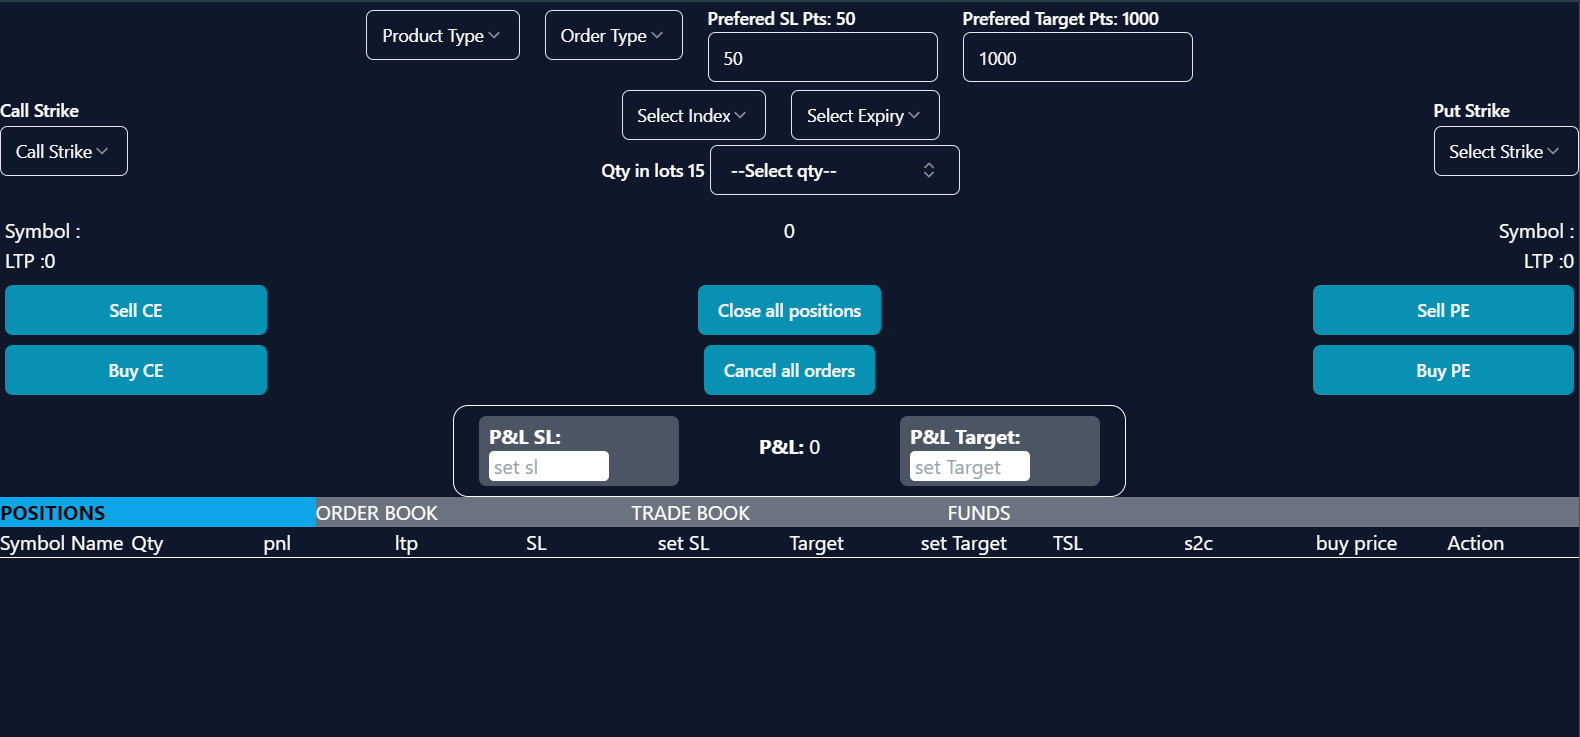 Product Type
Order Type
Prefered SL Pts: 50
50
Prefered Target Pts: 1000
1000
Call Strike
Call Strike
Select Index
Select Expiry
Qty in lots 15
--Select qty--
Put Strike
Select Strike
Symbol :
LTP :0
0
Symbol :
LTP :0
Sell CE
Close all positions
Sell PE
Buy CE
Cancel all orders
Buy PE
P&L SL:
set sl
P&L: 0
P&L Target:
set Target
POSITIONS ORDER BOOK TRADE BOOK FUNDS
Symbol Name Qty pnl ltp SL set SL Target set Target TSL s2c buy price Action